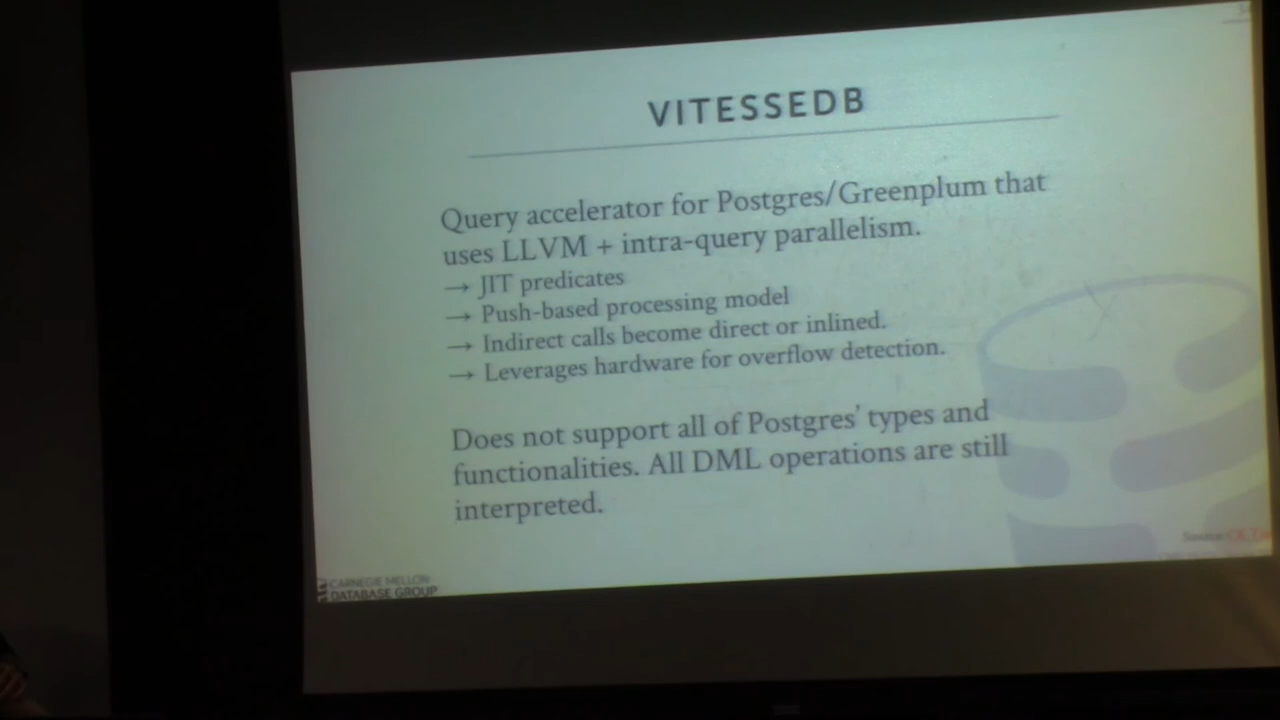 VITESSEDB
Query accelerator for Postgres/Greenplum that
uses LLVM + intra-query parallelism.
→ JIT predicates
→ Push-based processing model
→ Indirect calls become direct or inlined.
→ Leverages hardware for overflow detection.
Does not support all of Postgres’ types and
functionalities. All DML operations are still
interpreted.
Source:
CARNEGIE MELLON
DATABASE GROUP